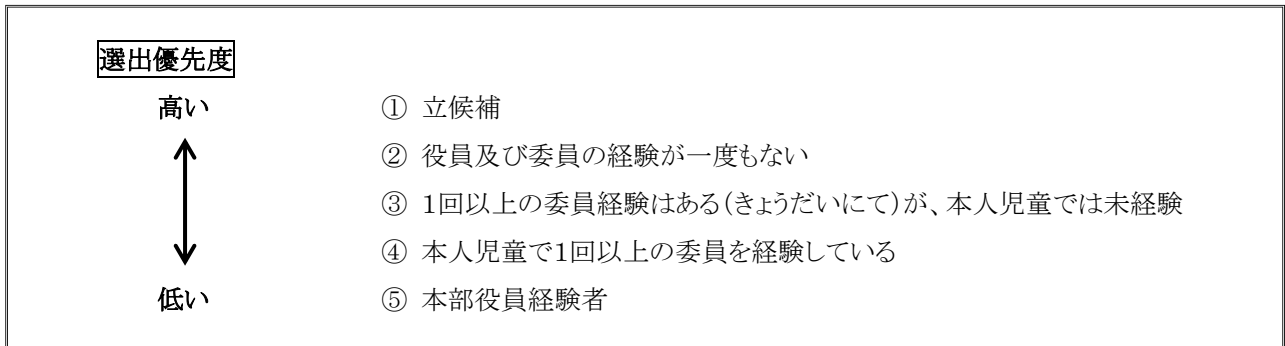 選出優先度
高い ① 立候補
② 役員及び委員の経験が一度もない
③ 1回以上の委員経験はある(きょうだいにて)が、本人児童では未経験
④ 本人児童で1回以上の委員を経験している
低い ⑤ 本部役員経験者